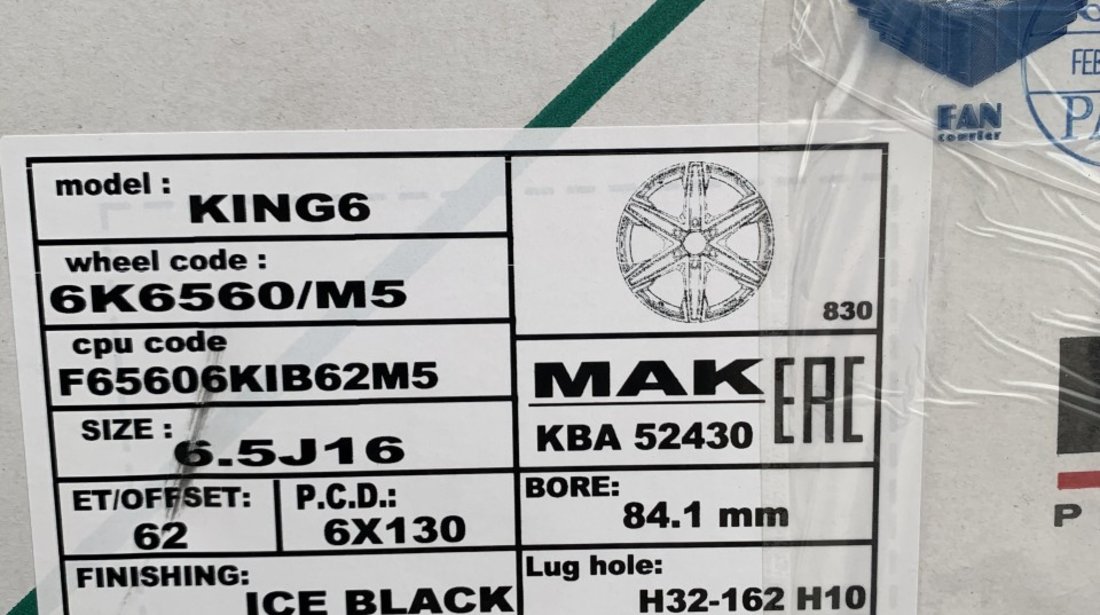 FEB
FAN
courier
model :
KING6
wheel code :
6K6560/M5
cpu code
F65606KIB62M5
SIZE :
6.5J16
ET/OFFSET:
62
P.C.D.:
6X130
FINISHING:
ICE BLACK
830
MAK
KBA 52430
EAC
BORE:
84.1 mm
Lug hole:
H32-162 H10
P